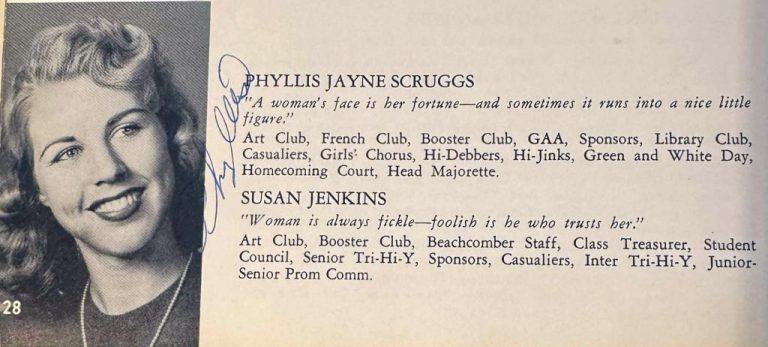 PHYLLIS JAYNE SCRUGGS
"A woman's face is her fortune—and sometimes it runs into a nice little
figure."
Art Club, French Club, Booster Club, GAA, Sponsors, Library Club,
Casualiers, Girls' Chorus, Hi-Debbers, Hi-Jinks, Green and White Day,
Homecoming Court, Head Majorette.
SUSAN JENKINS
"Woman is always fickle—foolish is he who trusts her."
Art Club, Booster Club, Beachcomber Staff, Class Treasurer, Student
Council, Senior Tri-Hi-Y, Sponsors, Casualiers, Inter Tri-Hi-Y, Junior-
Senior Prom Comm.
28
Phyllis